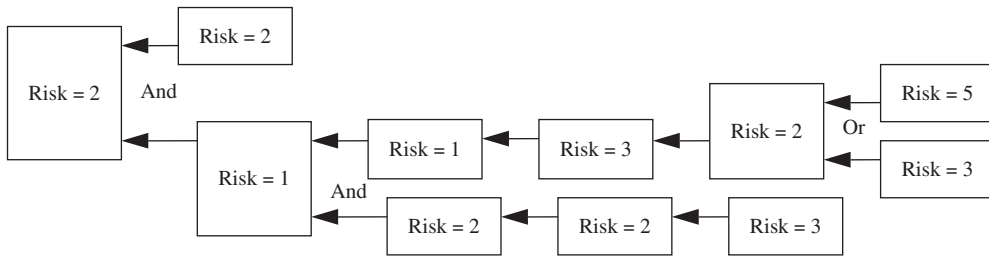 Risk = 2
Risk = 2
And
Risk = 5
Risk = 2
Or
Risk = 1
Risk = 3
Risk = 3
Risk = 1
And
Risk = 2
Risk = 2
Risk = 3